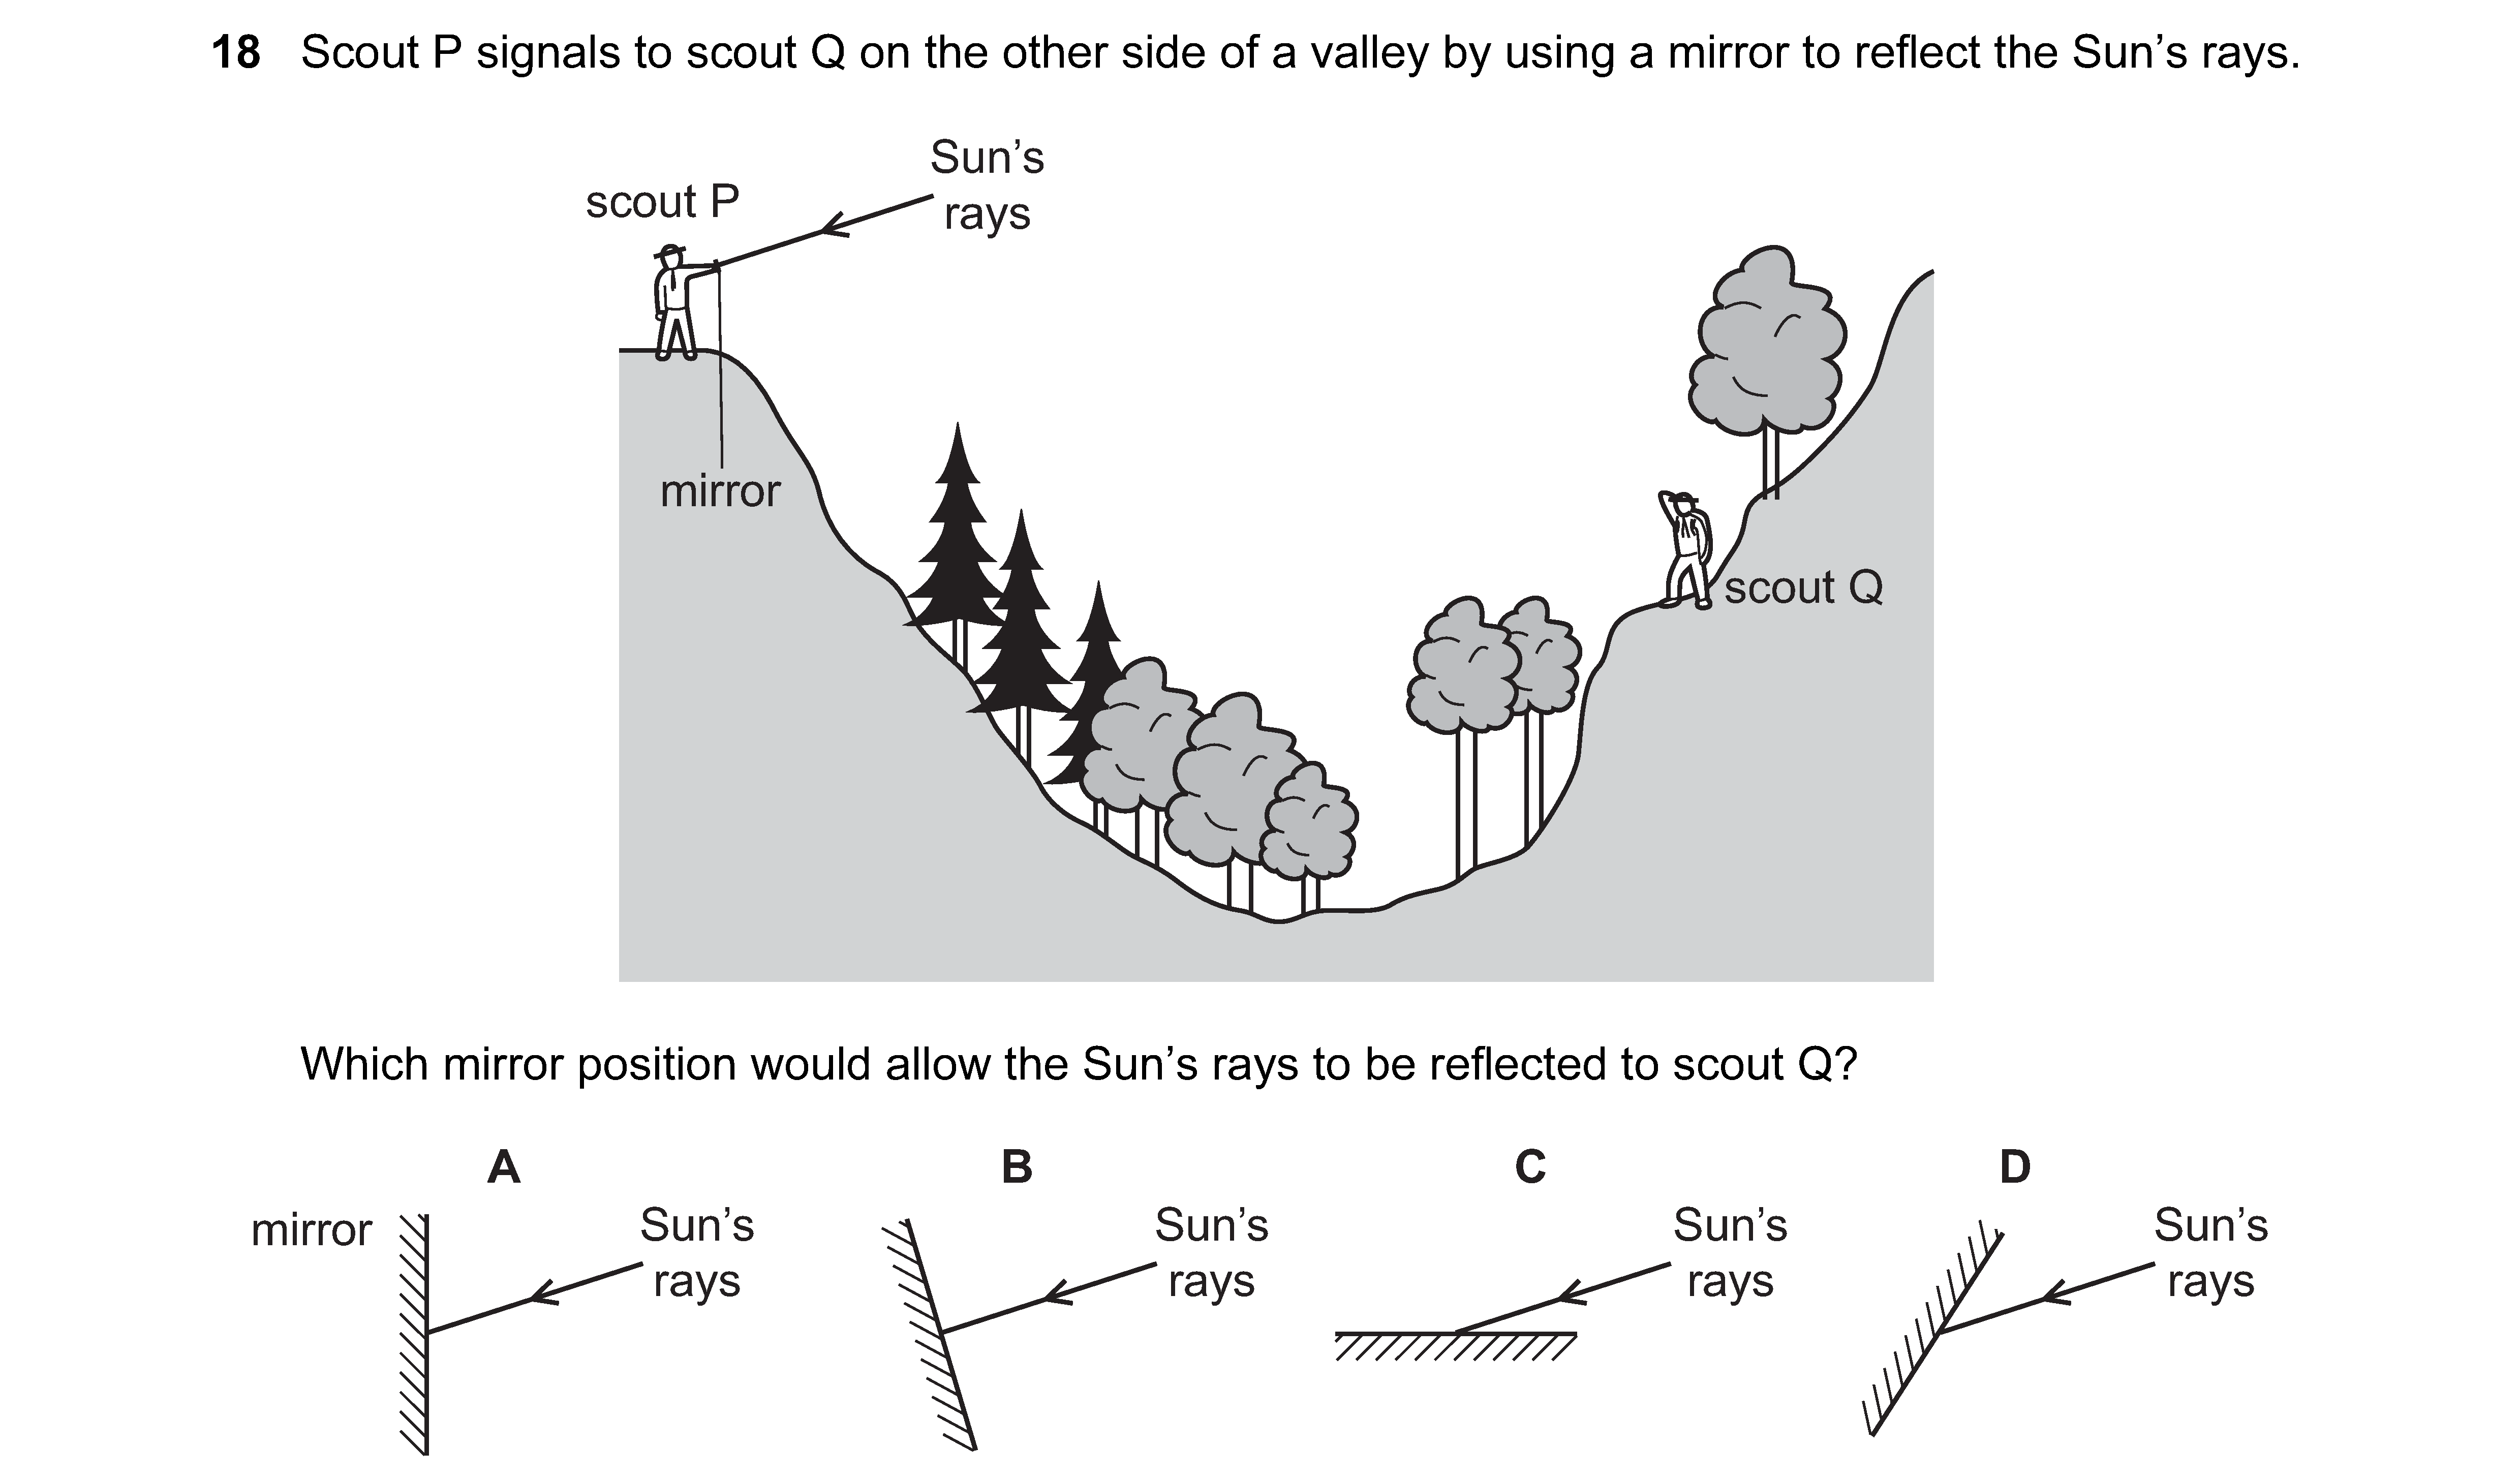 18 Scout P signals to scout Q on the other side of a valley by using a mirror to reflect the Sun’s rays.
Sun’s
rays
scout P
mirror
scout Q
Which mirror position would allow the Sun’s rays to be reflected to scout Q?
A
B
C
D
mirror
Sun’s
rays
Sun’s
rays
Sun’s
rays
Sun’s
rays